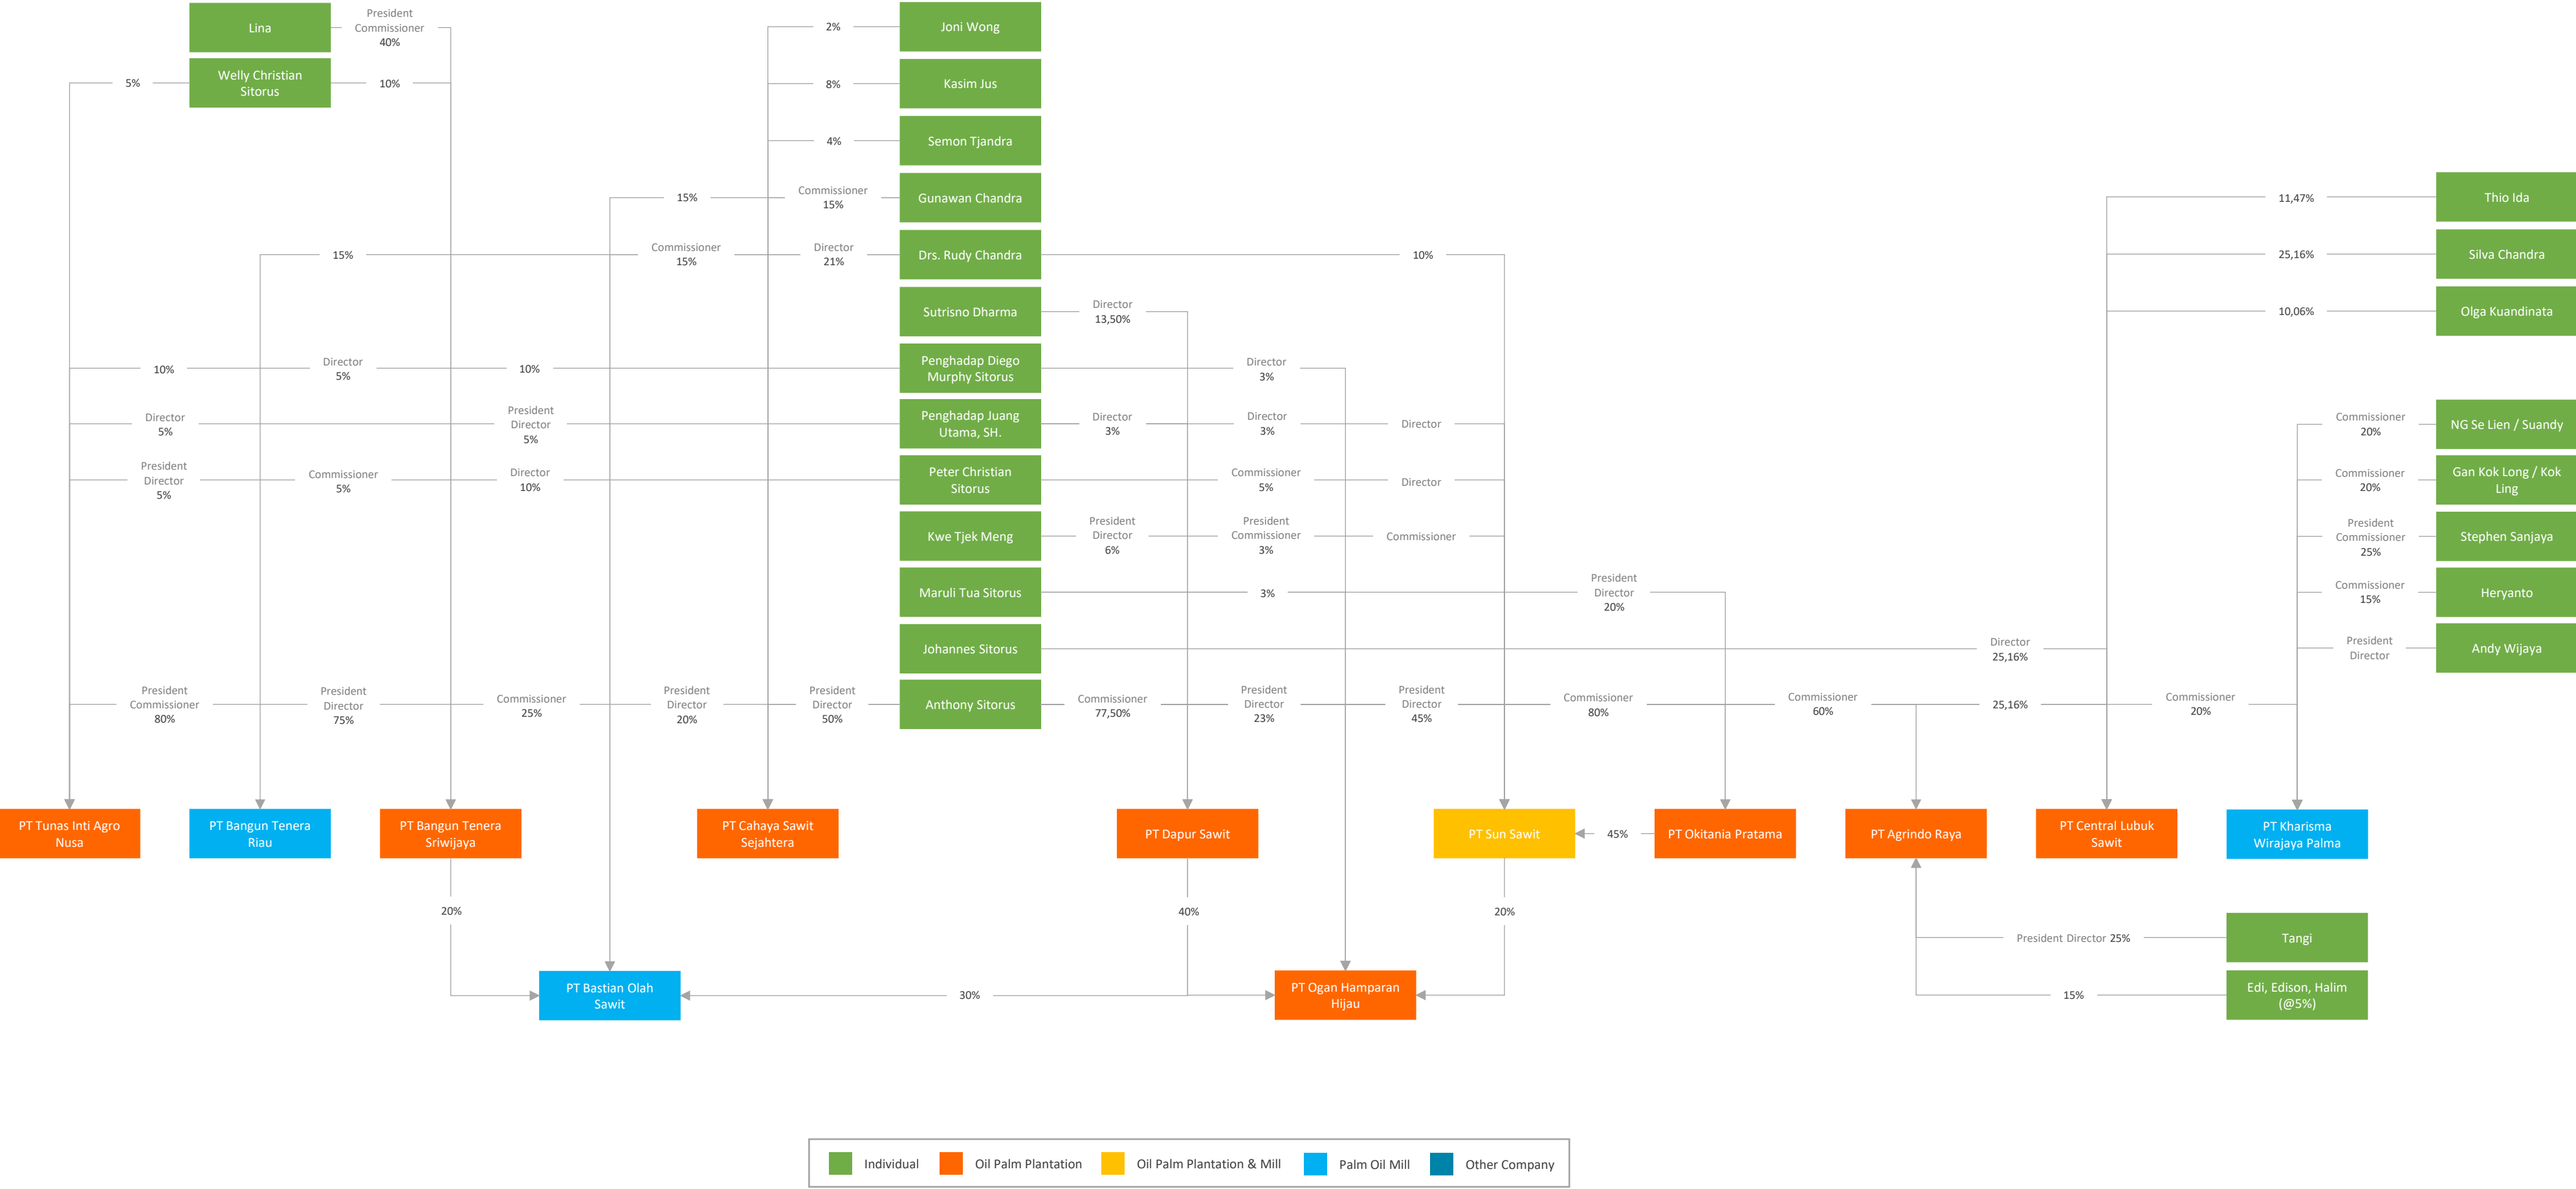 Lina
President
Commissioner
40%
Joni Wong
2%
Welly Christian
Sitorus
5%
10%
Kasim Jus
8%
Semon Tjandra
4%
15%
Commissioner
15%
Gunawan Chandra
11,47%
Thio Ida
15%
Commissioner
15%
Director
21%
Drs. Rudy Chandra
10%
25,16%
Silva Chandra
Sutrisno Dharma
Director
13,50%
10,06%
Olga Kuandinata
10%
Director
5%
10%
Penghadap Diego
Murphy Sitorus
Director
3%
Director
5%
President
Director
5%
Penghadap Juang
Utama, SH.
Director
3%
Director
3%
Director
Commissioner
20%
NG Se Lien / Suandy
President
Director
5%
Commissioner
5%
Director
10%
Peter Christian
Sitorus
Commissioner
5%
Director
Commissioner
20%
Gan Kok Long / Kok
Ling
Kwe Tjek Meng
President
Director
6%
President
Commissioner
3%
Commissioner
President
Commissioner
25%
Stephen Sanjaya
Maruli Tua Sitorus
3%
President
Director
20%
Commissioner
15%
Heryanto
Johannes Sitorus
Director
25,16%
President
Director
Andy Wijaya
President
Commissioner
80%
President
Director
75%
Commissioner
25%
President
Director
20%
President
Director
50%
Anthony Sitorus
Commissioner
77,50%
President
Director
23%
President
Director
45%
Commissioner
80%
Commissioner
60%
25,16%
Commissioner
20%
PT Tunas Inti Agro
Nusa
PT Bangun Tenera
Riau
PT Bangun Tenera
Sriwijaya
PT Cahaya Sawit
Sejahtera
PT Dapur Sawit
PT Sun Sawit
45%
PT Okitania Pratama
PT Agrindo Raya
PT Central Lubuk
Sawit
PT Kharisma
Wirajaya Palma
20%
40%
20%
President Director 25%
Tangi
PT Bastian Olah
Sawit
30%
PT Ogan Hamparan
Hijau
15%
Edi, Edison, Halim
(@5%)
Individual
Oil Palm Plantation
Oil Palm Plantation & Mill
Palm Oil Mill
Other Company